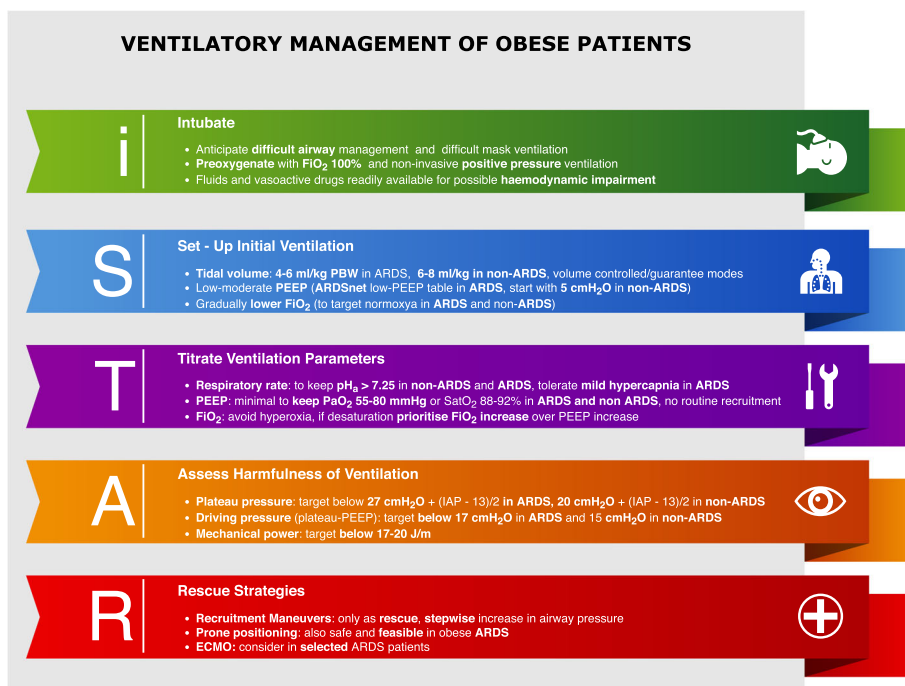 VENTILATORY MANAGEMENT OF OBESE PATIENTS
i
Intubate
• Anticipate difficult airway management and difficult mask ventilation
• Preoxygenate with FiO2 100% and non-invasive positive pressure ventilation
• Fluids and vasoactive drugs readily available for possible haemodynamic impairment
S
Set - Up Initial Ventilation
• Tidal volume: 4-6 ml/kg PBW in ARDS, 6-8 ml/kg in non-ARDS, volume controlled/guarantee modes
• Low-moderate PEEP (ARDSnet low-PEEP table in ARDS, start with 5 cmH2O in non-ARDS)
• Gradually lower FiO2 (to target normoxya in ARDS and non-ARDS)
T
Titrate Ventilation Parameters
• Respiratory rate: to keep pHa > 7.25 in non-ARDS and ARDS, tolerate mild hypercapnia in ARDS
• PEEP: minimal to keep PaO2 55-80 mmHg or SatO2 88-92% in ARDS and non ARDS, no routine recruitment
• FiO2: avoid hyperoxia, if desaturation prioritise FiO2 increase over PEEP increase
A
Assess Harmfulness of Ventilation
• Plateau pressure: target below 27 cmH2O + (IAP - 13)/2 in ARDS, 20 cmH2O + (IAP - 13)/2 in non-ARDS
• Driving pressure (plateau-PEEP): target below 17 cmH2O in ARDS and 15 cmH2O in non-ARDS
• Mechanical power: target below 17-20 J/m
R
Rescue Strategies
• Recruitment Maneuvers: only as rescue, stepwise increase in airway pressure
• Prone positioning: also safe and feasible in obese ARDS
• ECMO: consider in selected ARDS patients